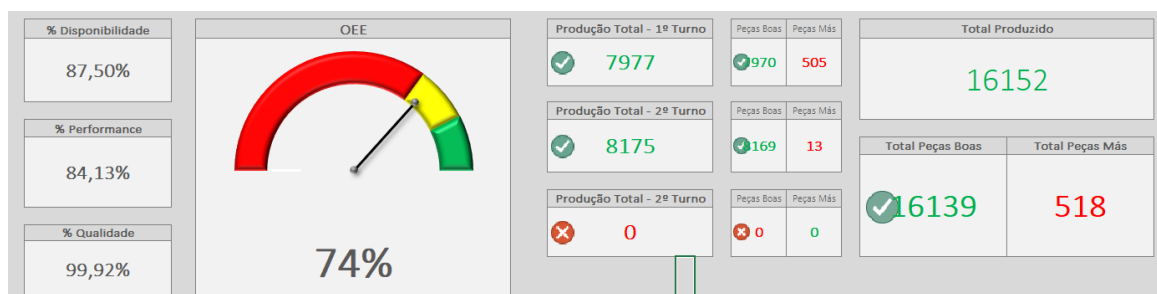 % Disponibilidade
87,50%
% Performance
84,13%
% Qualidade
99,92%
OEE
74%
Produção Total - 1º Turno
7977
Peças Boas Peças Más
970 505
Produção Total - 2º Turno
8175
Peças Boas Peças Más
169 13
Produção Total - 2º Turno
0
Peças Boas Peças Más
0 0
Total Produzido
16152
Total Peças Boas Total Peças Más
16139 518